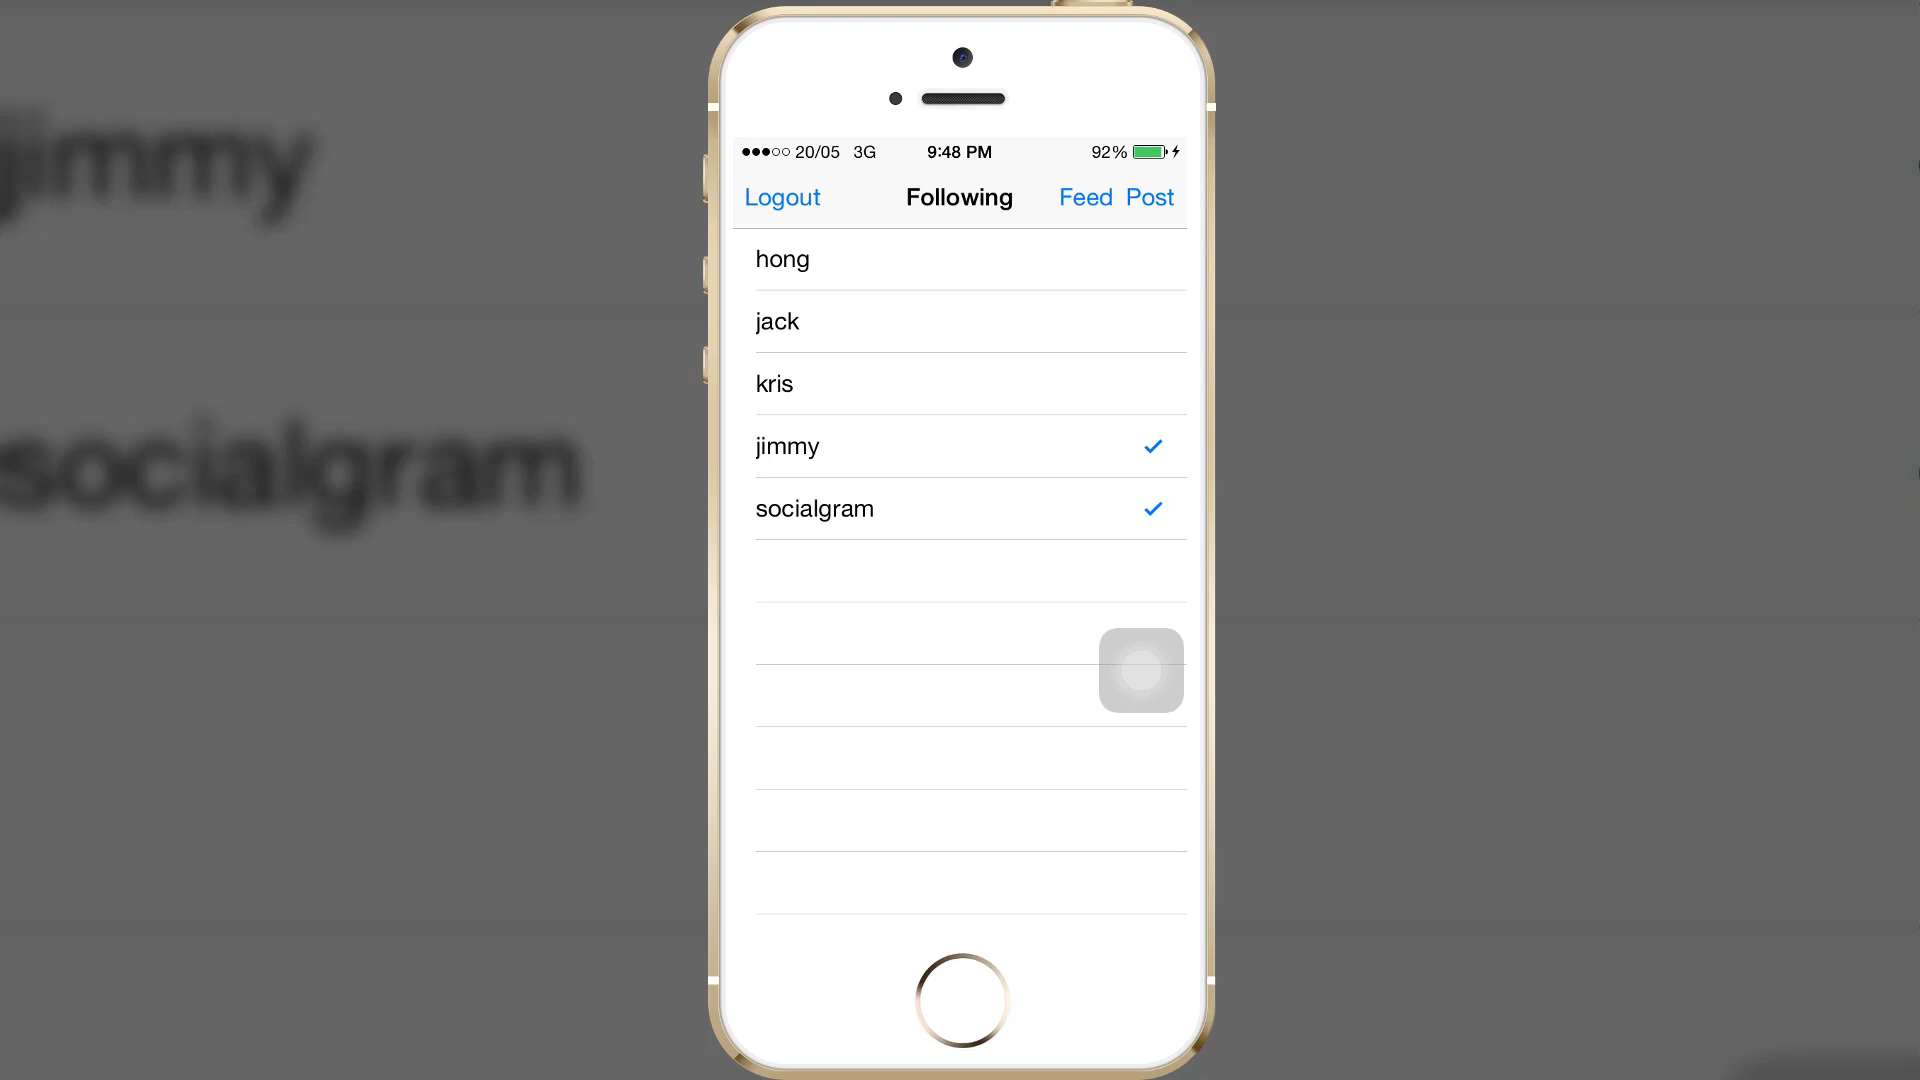 20/05 3G 9:48 PM 92%
Logout Following Feed Post
hong
jack
kris
jimmy
socialgram
jimmy
socialgram